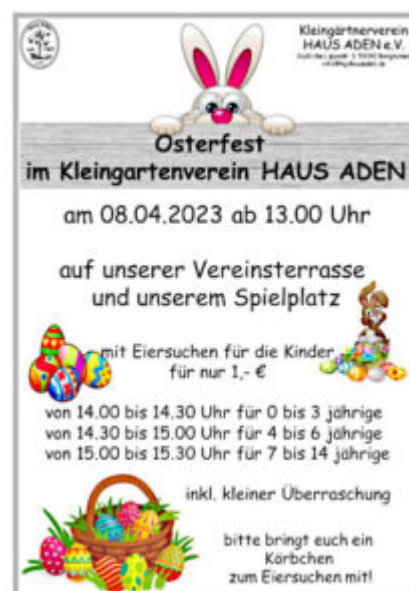 Kleingärtnerverein
HAUS ADEN e.V.
Osterfest
im Kleingartenverein HAUS ADEN
am 08.04.2023 ab 13.00 Uhr
auf unserer Vereinsterrasse
und unserem Spielplatz
mit Eiersuchen für die Kinder
für nur 1,- €
von 14.00 bis 14.30 Uhr für 0 bis 3 jährige
von 14.30 bis 15.00 Uhr für 4 bis 6 jährige
von 15.00 bis 15.30 Uhr für 7 bis 14 jährige
inkl. kleiner Überraschung
bitte bringt euch ein
Körbchen
zum Eiersuchen mit!